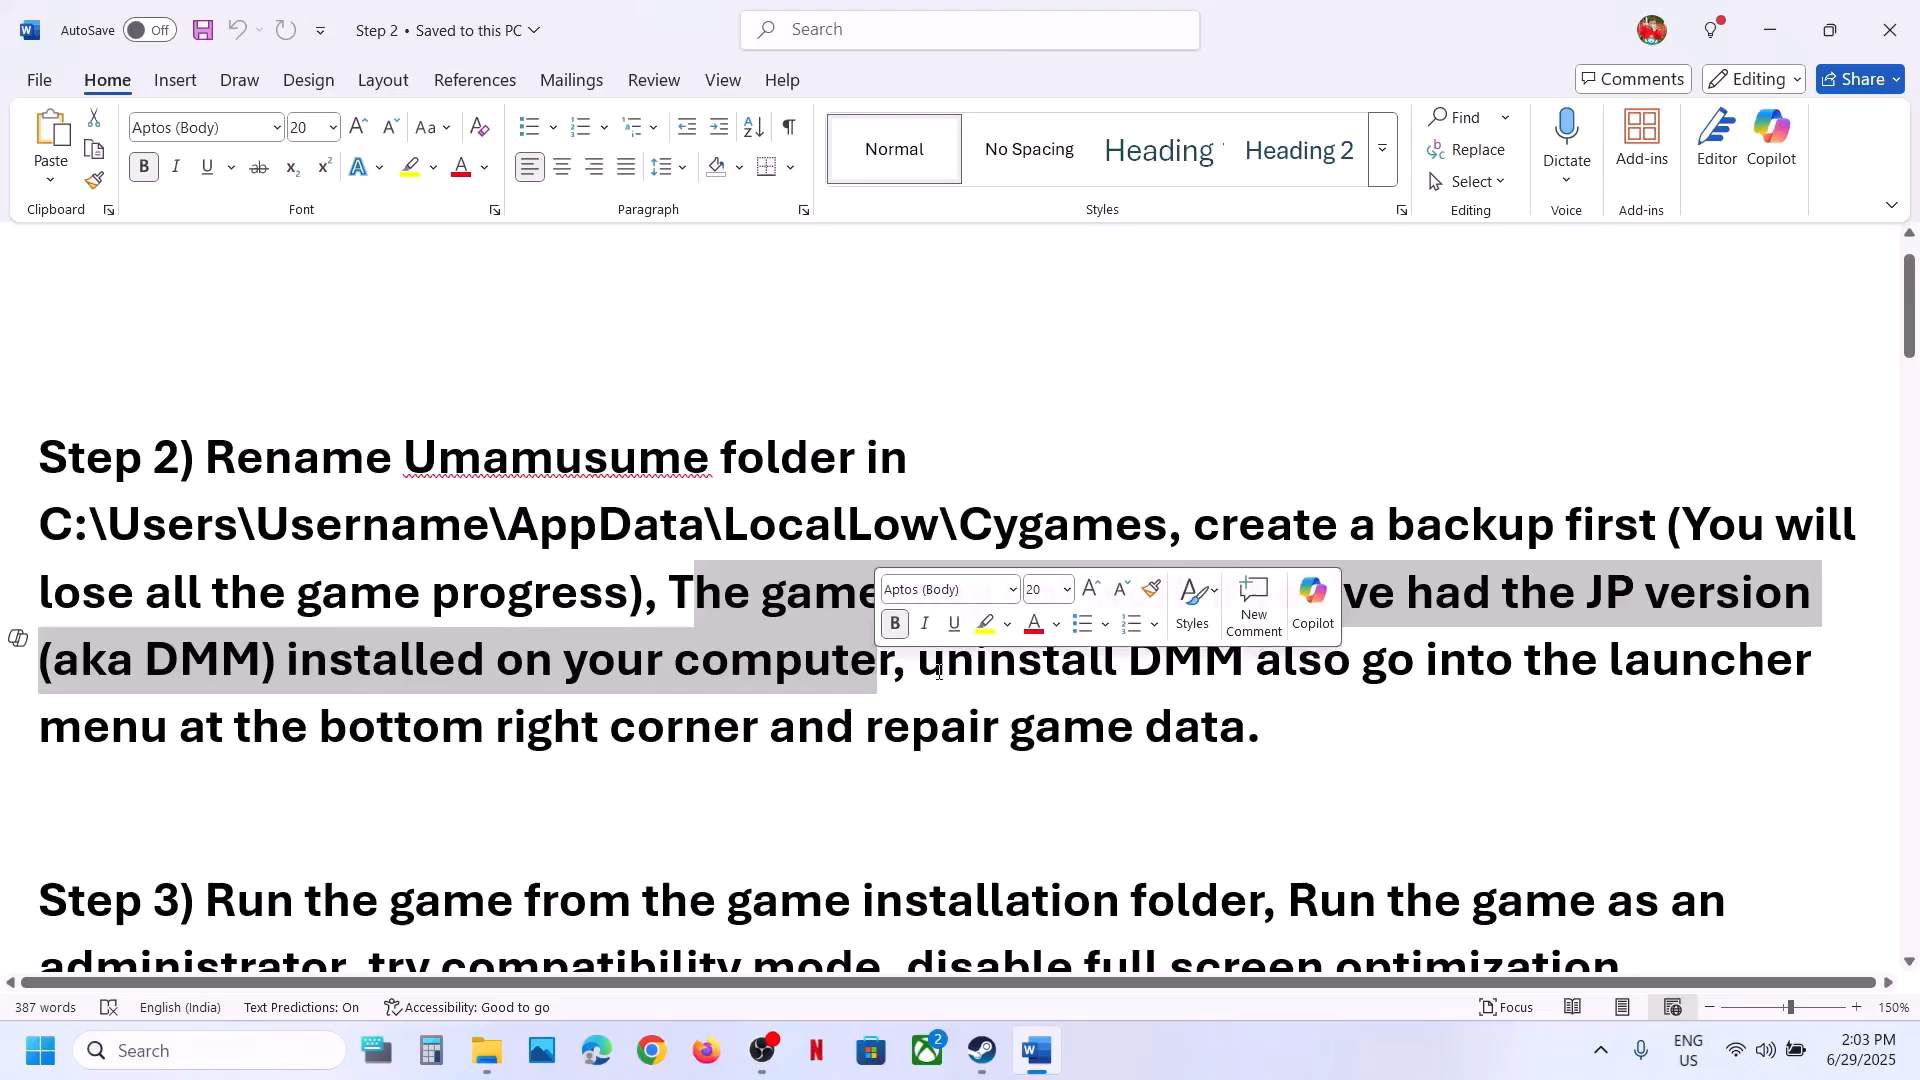 AutoSave Off Step 2 • Saved to this PC Search
File Home Insert Draw Design Layout References Mailings Review View Help Comments Editing Share
Paste Clipboard
Aptos (Body) 20 Font
Paragraph
Normal No Spacing Heading Heading 2 Styles
Find Replace Select Editing
Dictate Voice
Add-ins Add-ins
Editor Copilot
Step 2) Rename Umamusume folder in
C:\Users\Username\AppData\LocalLow\Cygames, create a backup first (You will
lose all the game progress), The game ve had the JP version
Aptos (Body) 20 Styles New Comment Copilot
(aka DMM) installed on your computer, uninstall DMM also go into the launcher
menu at the bottom right corner and repair game data.
Step 3) Run the game from the game installation folder, Run the game as an
administrator, try compatibility mode, disable full screen optimization
387 words English (India) Text Predictions: On Accessibility: Good to go Focus 150%
Search 2 ENG US 2:03 PM 6/29/2025